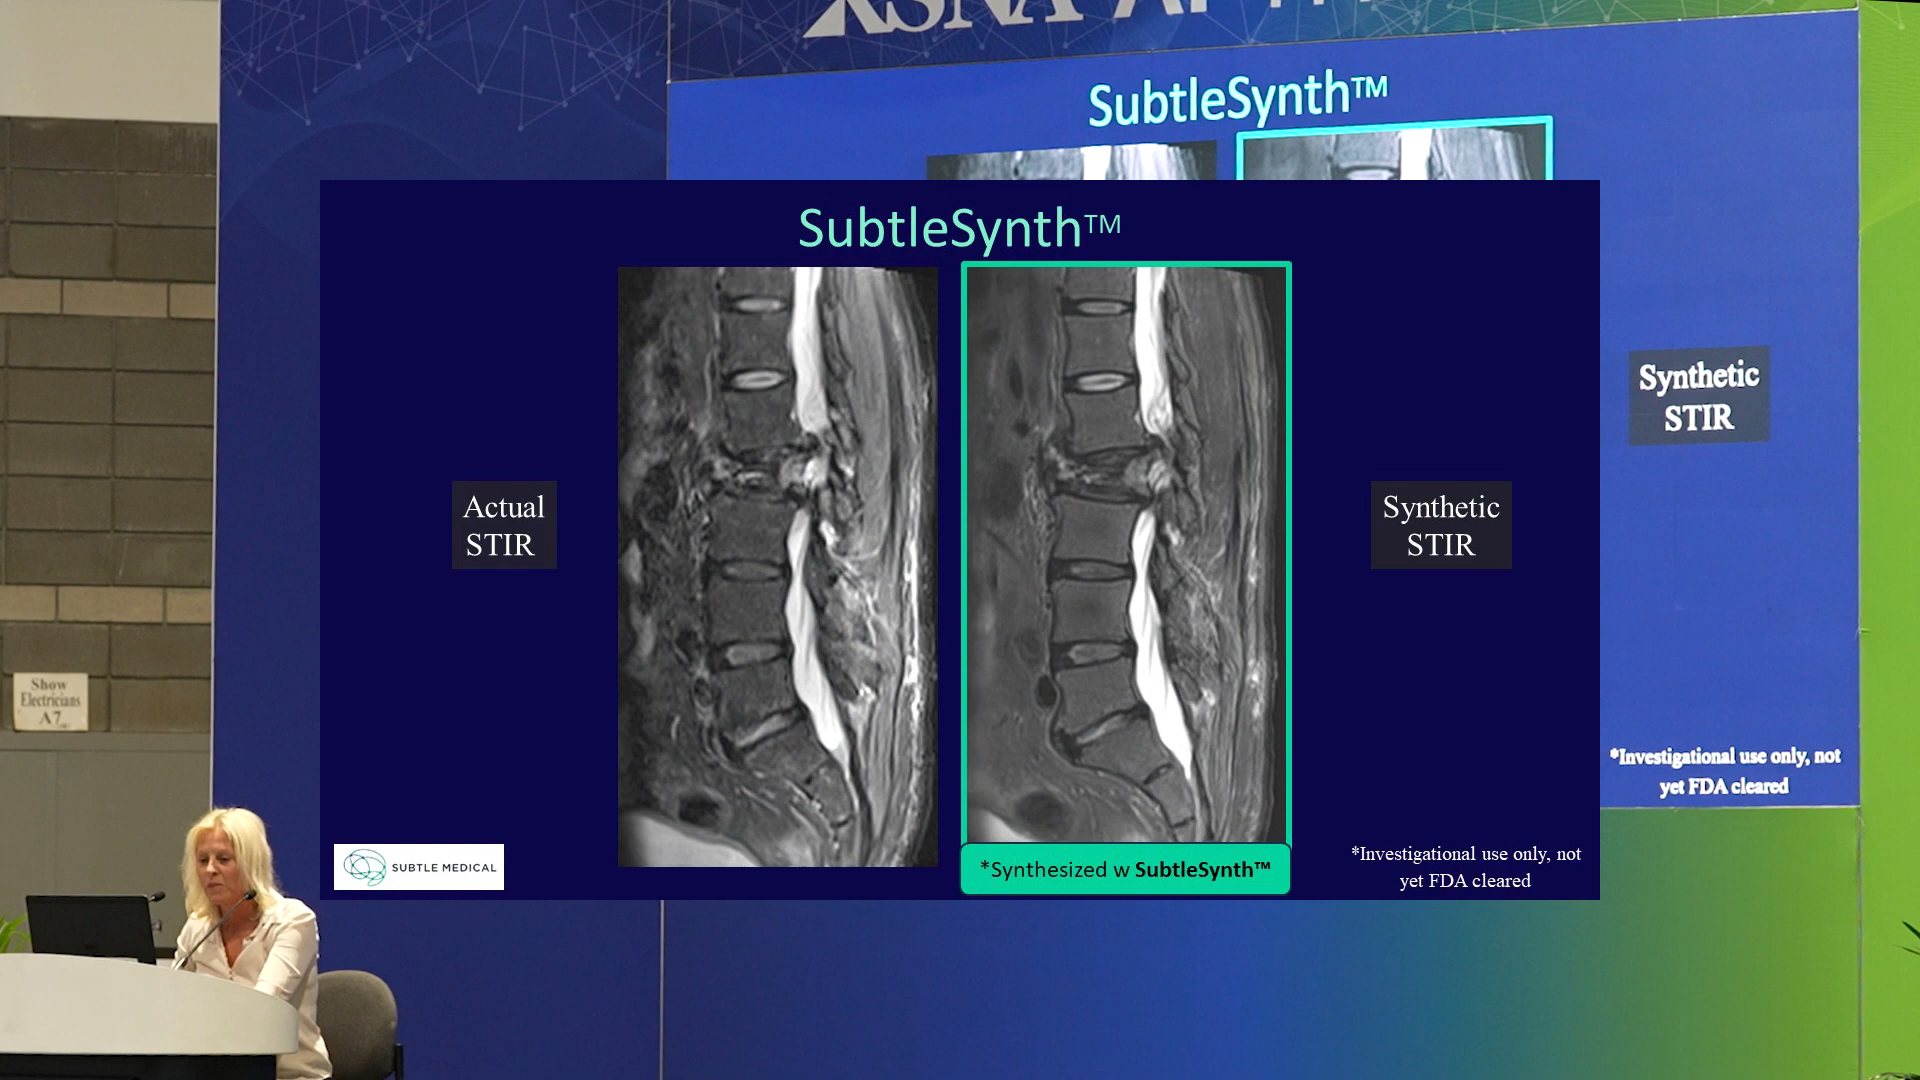 SubtleSynth™
Synthetic
STIR
*Investigational use only, not
yet FDA cleared
Show
Electricians
A7
SubtleSynth™
Actual
STIR
Synthetic
STIR
SUBTLE MEDICAL
*Synthesized w SubtleSynth™
*Investigational use only, not
yet FDA cleared